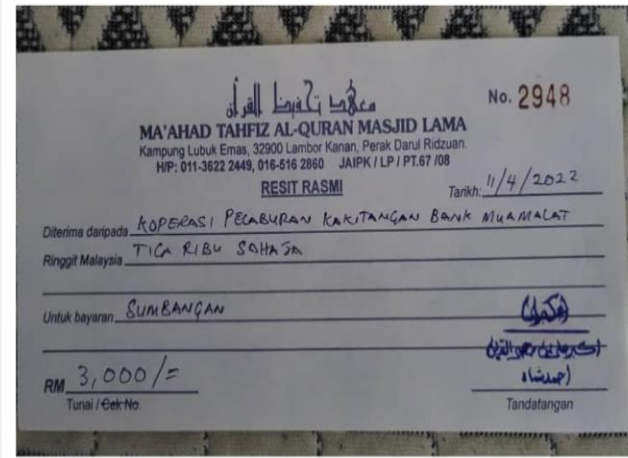 معهد تحفيظ القرآن
No. 2948
MA'AHAD TAHFIZ AL-QURAN MASJID LAMA
Kampung Lubuk Emas, 32900 Lambor Kanan, Perak Darul Ridzuan.
H/P: 011-3622 2449, 016-516 2860 JAIPK / LP / PT.67 /08
RESIT RASMI
Tarikh: 11/4/2022
Diterima daripada KOPERASI PELABURAN KAKITANGAN BANK MUAMALAT
Ringgit Malaysia TIGA RIBU SAHAJA
Untuk bayaran SUMBANGAN
RM 3,000/=
Tunai / Cek No.
Tandatangan